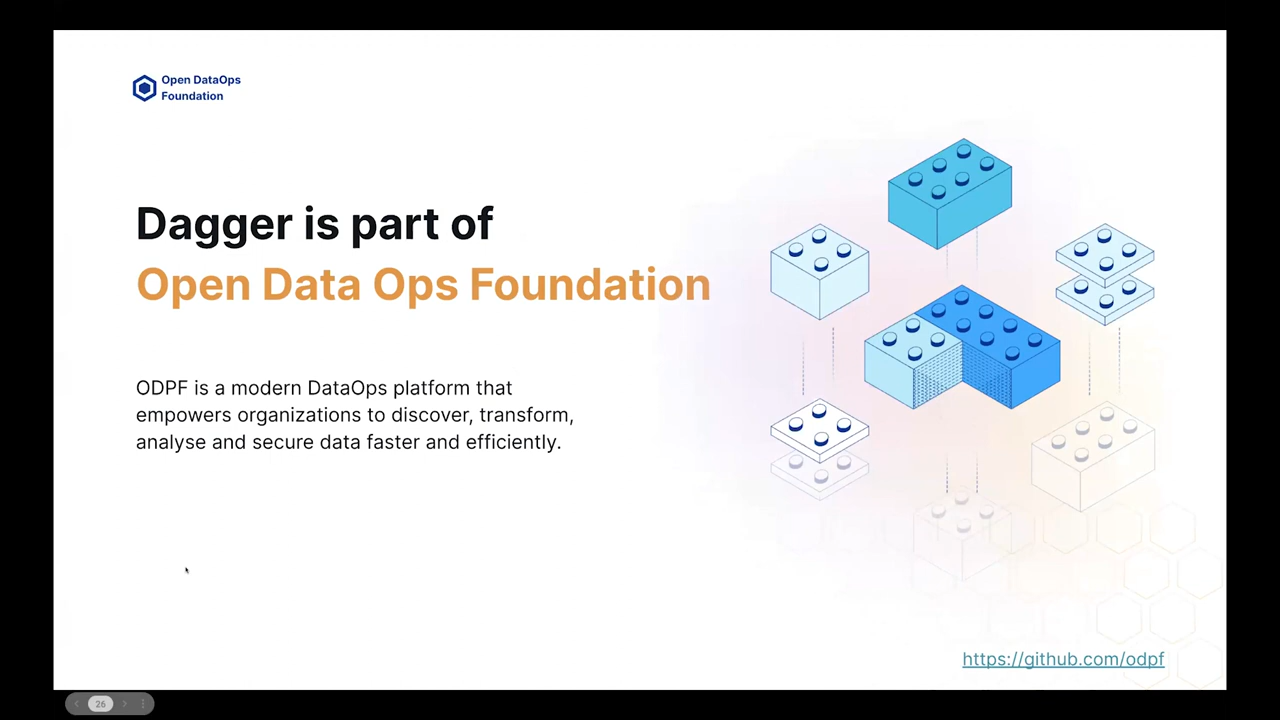 Open DataOps
Foundation
Dagger is part of
Open Data Ops Foundation
ODPF is a modern DataOps platform that
empowers organizations to discover, transform,
analyse and secure data faster and efficiently.
https://github.com/odpf
26